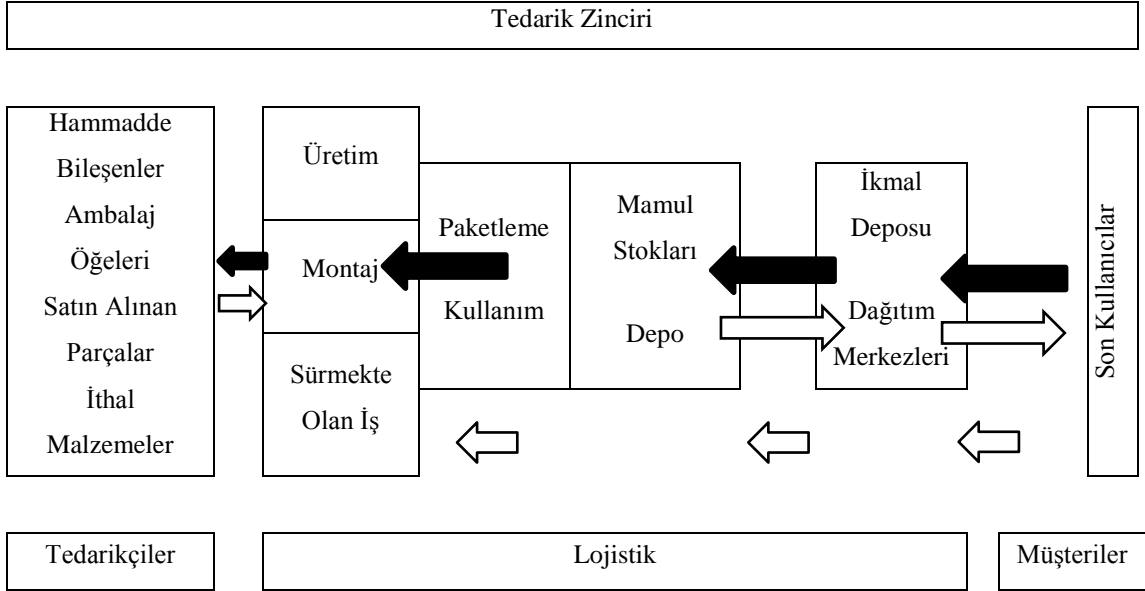 Tedarik Zinciri
Hammadde
Bileşenler
Ambalaj
Öğeleri
Satın Alınan
Parçalar
İthal
Malzemeler
Üretim
Montaj
Sürmekte
Olan İş
Paketleme
Kullanım
Mamul
Stokları
Depo
İkmal
Deposu
Dağıtım
Merkezleri
Son Kullanıcılar
Tedarikçiler
Lojistik
Müşteriler